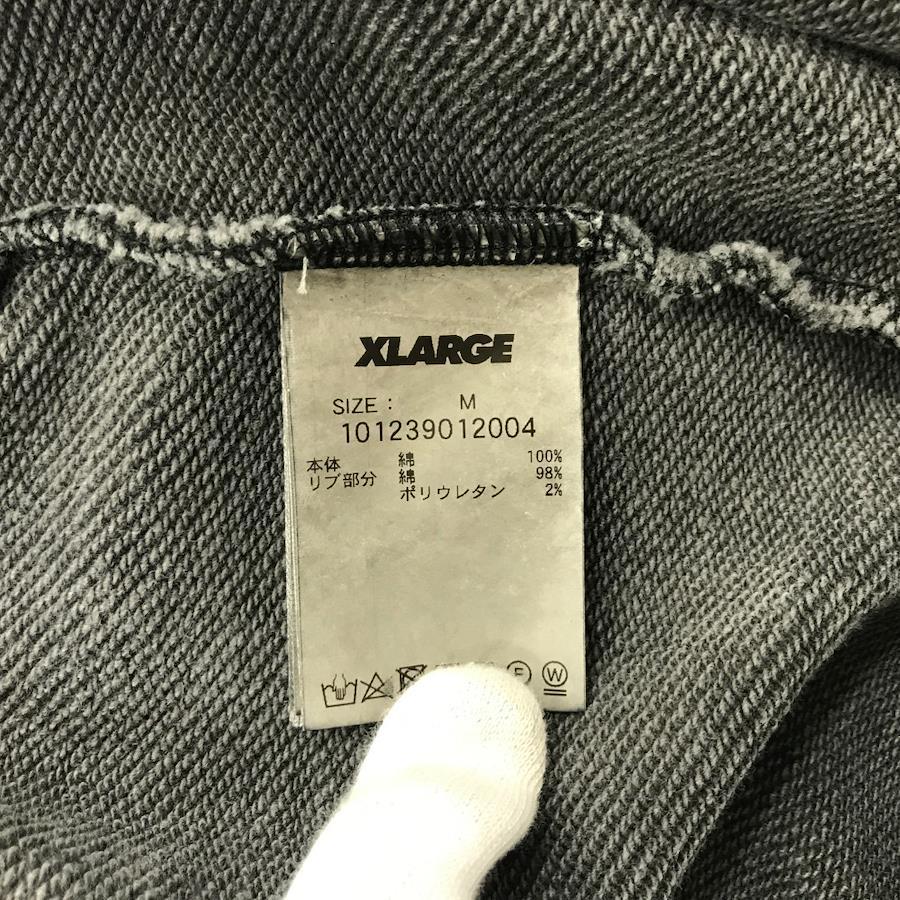 XLARGE
SIZE : M
101239012004
本体 綿 100%
リブ部分 綿 98%
ポリウレタン 2%
F W